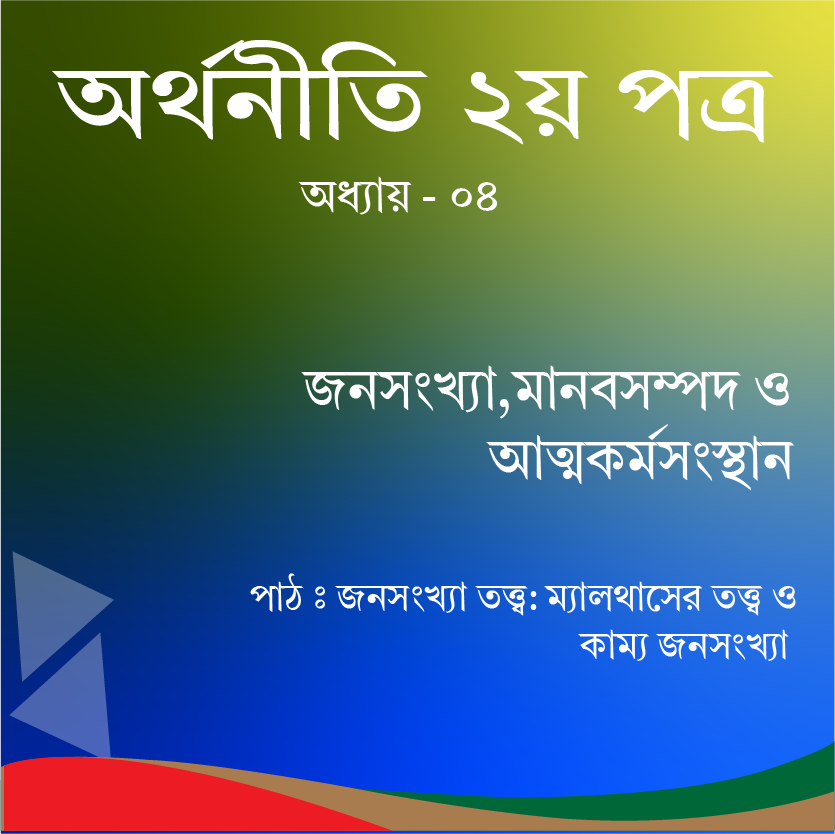 অর্থনীতি ২য় পত্র
অধ্যায় - ০৪
জনসংখ্যা,মানবসম্পদ ও
আত্মকর্মসংস্থান
পাঠ ঃ জনসংখ্যা তত্ত্ব: ম্যালথাসের তত্ত্ব ও
কাম্য জনসংখ্যা